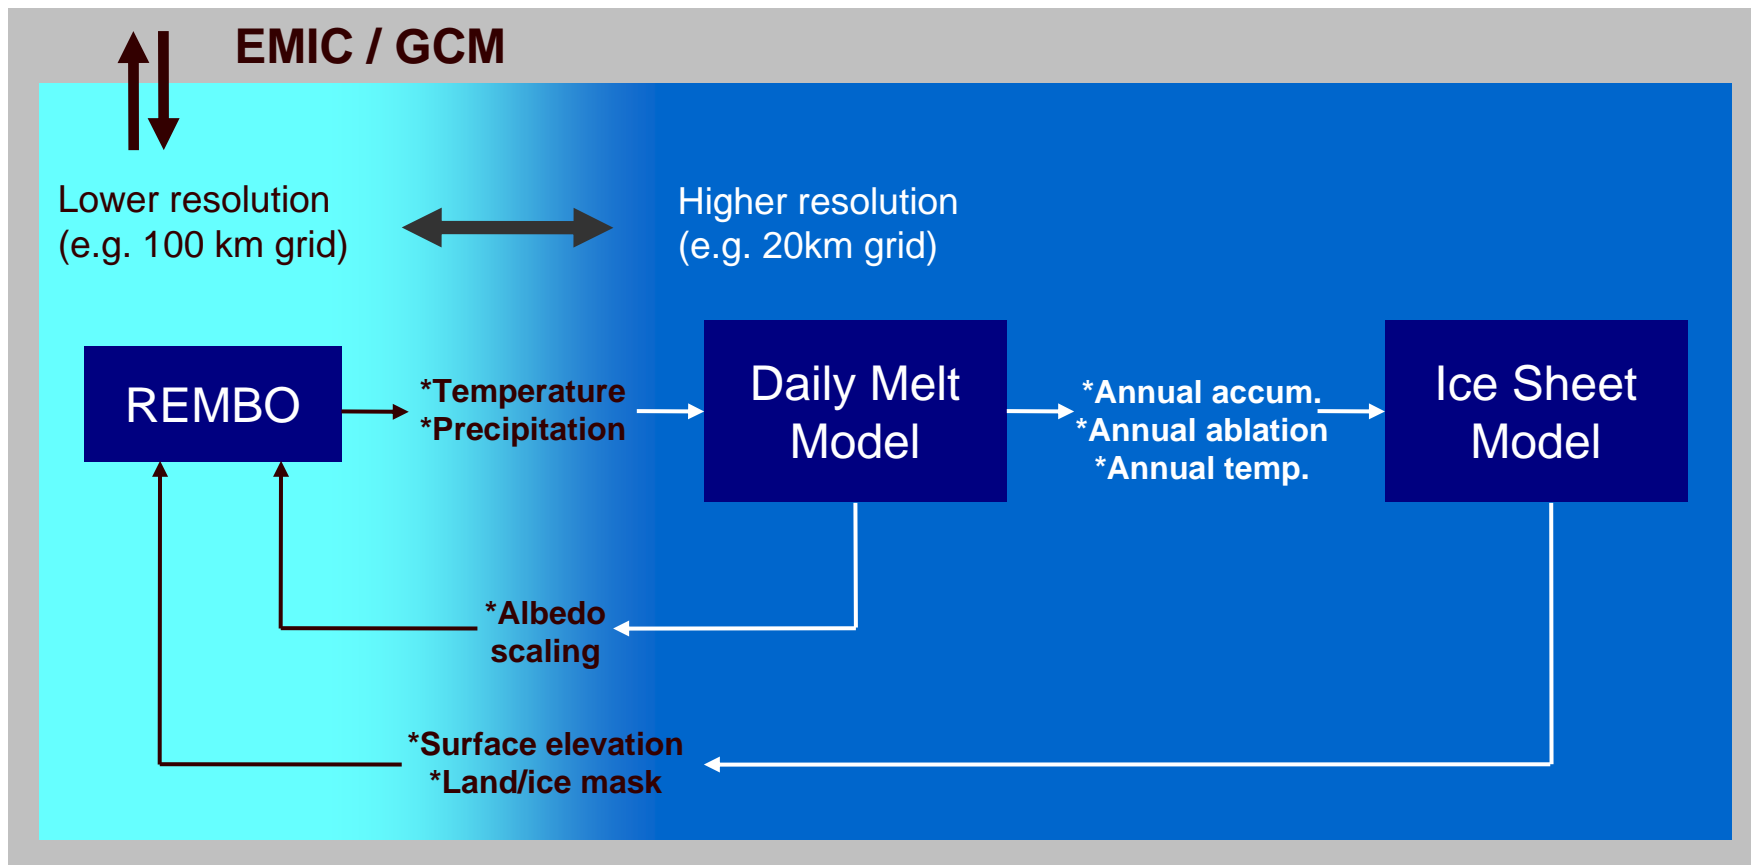 EMIC / GCM
Lower resolution
(e.g. 100 km grid)
Higher resolution
(e.g. 20km grid)
REMBO
*Temperature
*Precipitation
Daily Melt
Model
*Annual accum.
*Annual ablation
*Annual temp.
Ice Sheet
Model
*Albedo
scaling
*Surface elevation
*Land/ice mask